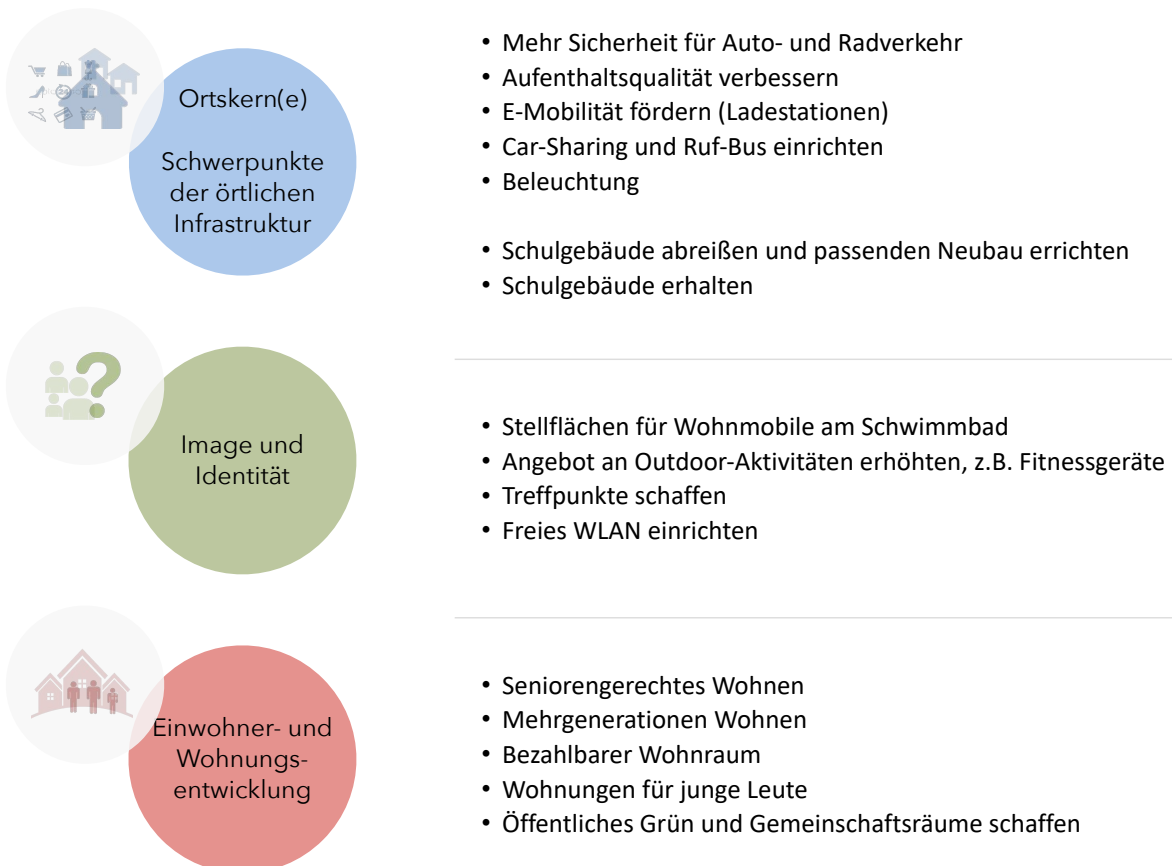 Ortskern(e)
Schwerpunkte
der örtlichen
Infrastruktur
• Mehr Sicherheit für Auto- und Radverkehr
• Aufenthaltsqualität verbessern
• E-Mobilität fördern (Ladestationen)
• Car-Sharing und Ruf-Bus einrichten
• Beleuchtung
• Schulgebäude abreißen und passenden Neubau errichten
• Schulgebäude erhalten
Image und
Identität
• Stellflächen für Wohnmobile am Schwimmbad
• Angebot an Outdoor-Aktivitäten erhöhten, z.B. Fitnessgeräte
• Treffpunkte schaffen
• Freies WLAN einrichten
Einwohner- und
Wohnungs-
entwicklung
• Seniorengerechtes Wohnen
• Mehrgenerationen Wohnen
• Bezahlbarer Wohnraum
• Wohnungen für junge Leute
• Öffentliches Grün und Gemeinschaftsräume schaffen